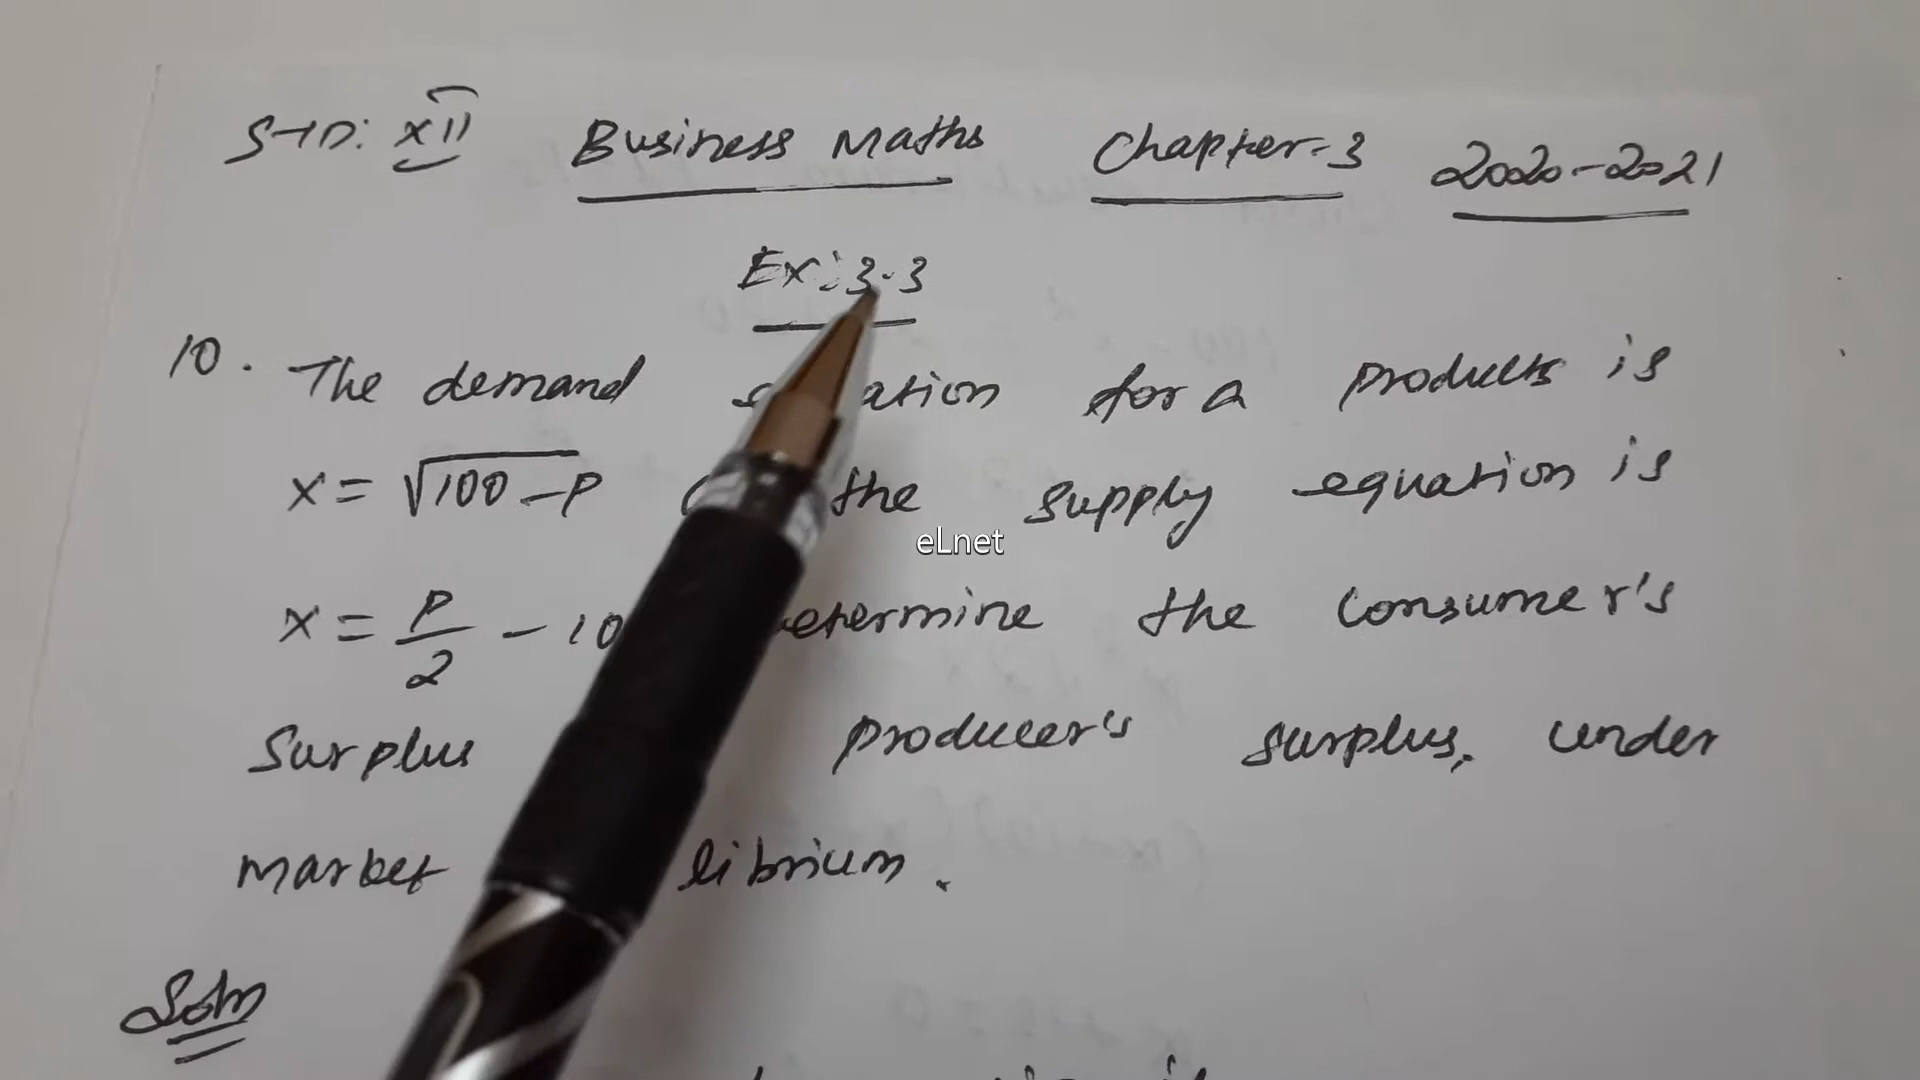 STD: XII Business Maths Chapter-3 2020-2021
Ex: 3.3
10. The demand ation for a products is
x = √100-P the supply equation is
eLnet
x = P/2 - 10 etermine the consumer's
surplus producer's surplus, under
market librium.
Soln